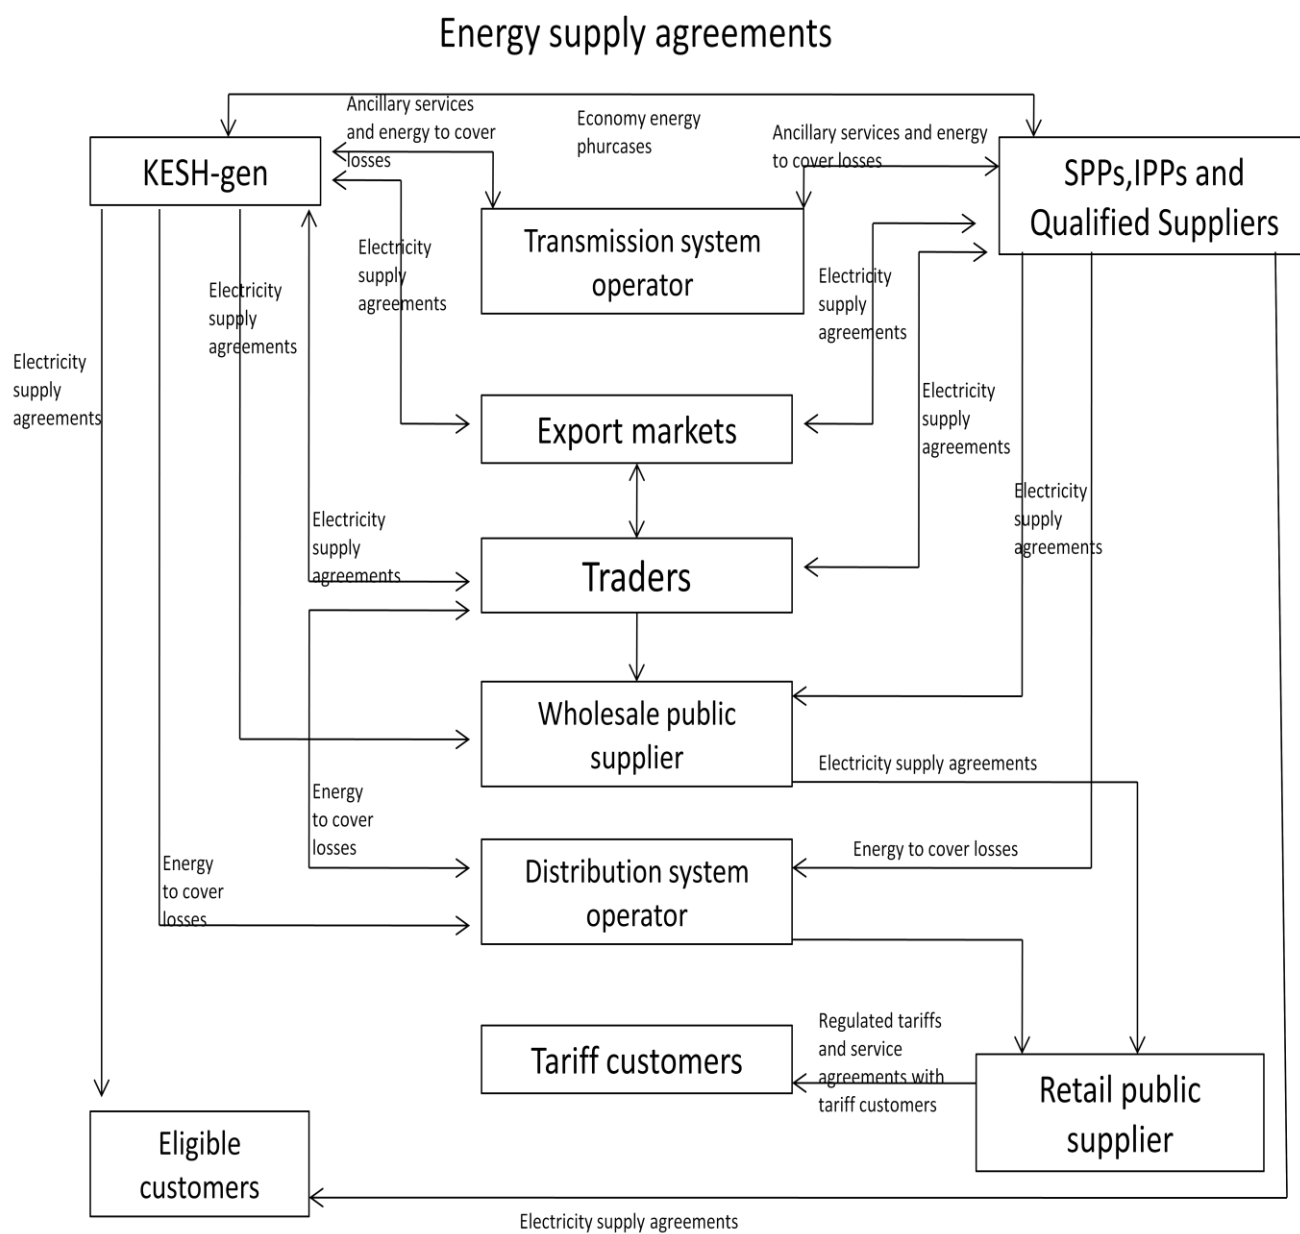 Energy supply agreements
Ancillary services
and energy to cover
losses
Economy energy
phurcases
Ancillary services and energy
to cover losses
KESH-gen
SPPs,IPPs and
Qualified Suppliers
Transmission system
operator
Electricity
supply
agreements
Electricity
supply
agreements
Electricity
supply
agreements
Electricity
supply
agreements
Electricity
supply
agreements
Export markets
Electricity
supply
agreements
Electricity
supply
agreements
Traders
Wholesale public
supplier
Electricity supply agreements
Energy
to cover
losses
Energy
to cover
losses
Distribution system
operator
Energy to cover losses
Tariff customers
Regulated tariffs
and service
agreements with
tariff customers
Retail public
supplier
Eligible
customers
Electricity supply agreements